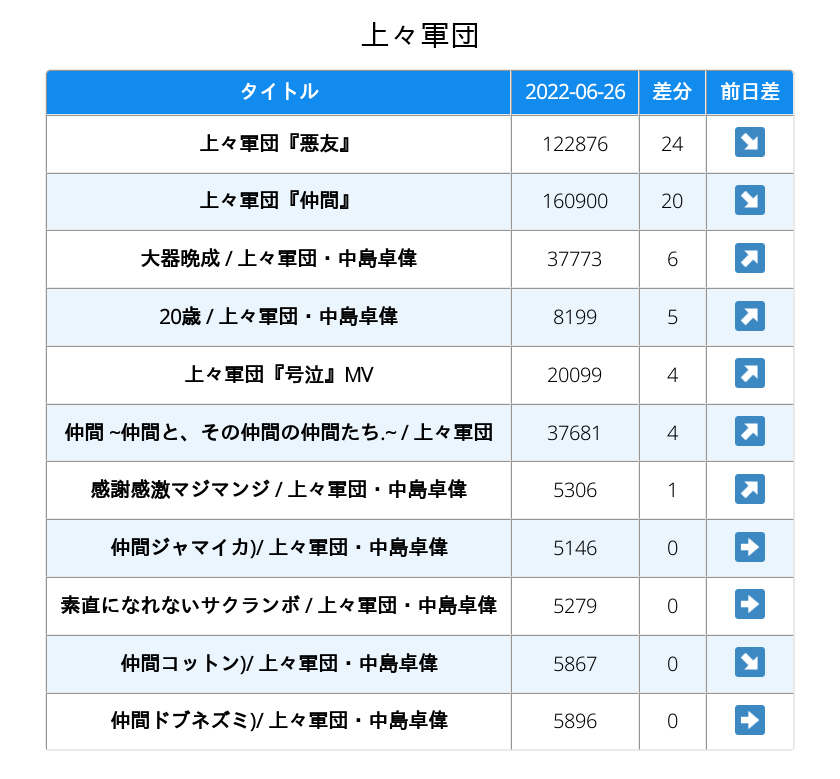 上々軍団
タイトル 2022-06-26 差分 前日差
上々軍団『悪友』 122876 24 ↘
上々軍団『仲間』 160900 20 ↘
大器晩成 / 上々軍団・中島卓偉 37773 6 ↗
20歳 / 上々軍団・中島卓偉 8199 5 ↗
上々軍団『号泣』MV 20099 4 ↗
仲間 ~仲間と、その仲間の仲間たち.~ / 上々軍団 37681 4 ↗
感謝感激マジマンジ / 上々軍団・中島卓偉 5306 1 ↗
仲間ジャマイカ)/ 上々軍団・中島卓偉 5146 0 ➡
素直になれないサクランボ / 上々軍団・中島卓偉 5279 0 ➡
仲間コットン)/ 上々軍団・中島卓偉 5867 0 ↘
仲間ドブネズミ)/ 上々軍団・中島卓偉 5896 0 ➡